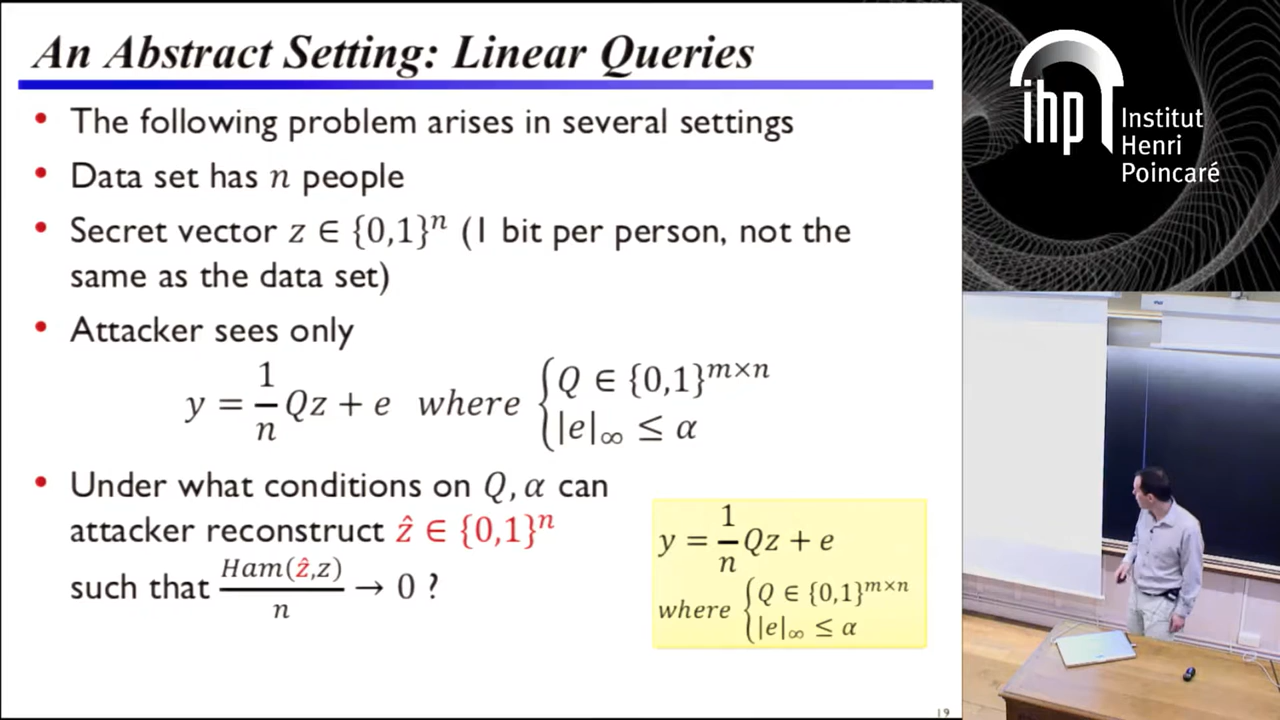 An Abstract Setting: Linear Queries
• The following problem arises in several settings
• Data set has n people
• Secret vector z ∈ {0,1}ⁿ (1 bit per person, not the
same as the data set)
• Attacker sees only
y = 1/n Qz + e where { Q ∈ {0,1}ᵐˣⁿ
|e|∞ ≤ α
• Under what conditions on Q, α can
attacker reconstruct ẑ ∈ {0,1}ⁿ
such that Ham(ẑ,z)/n → 0 ?
y = 1/n Qz + e
where { Q ∈ {0,1}ᵐˣⁿ
|e|∞ ≤ α
19
ihp
Institut
Henri
Poincaré